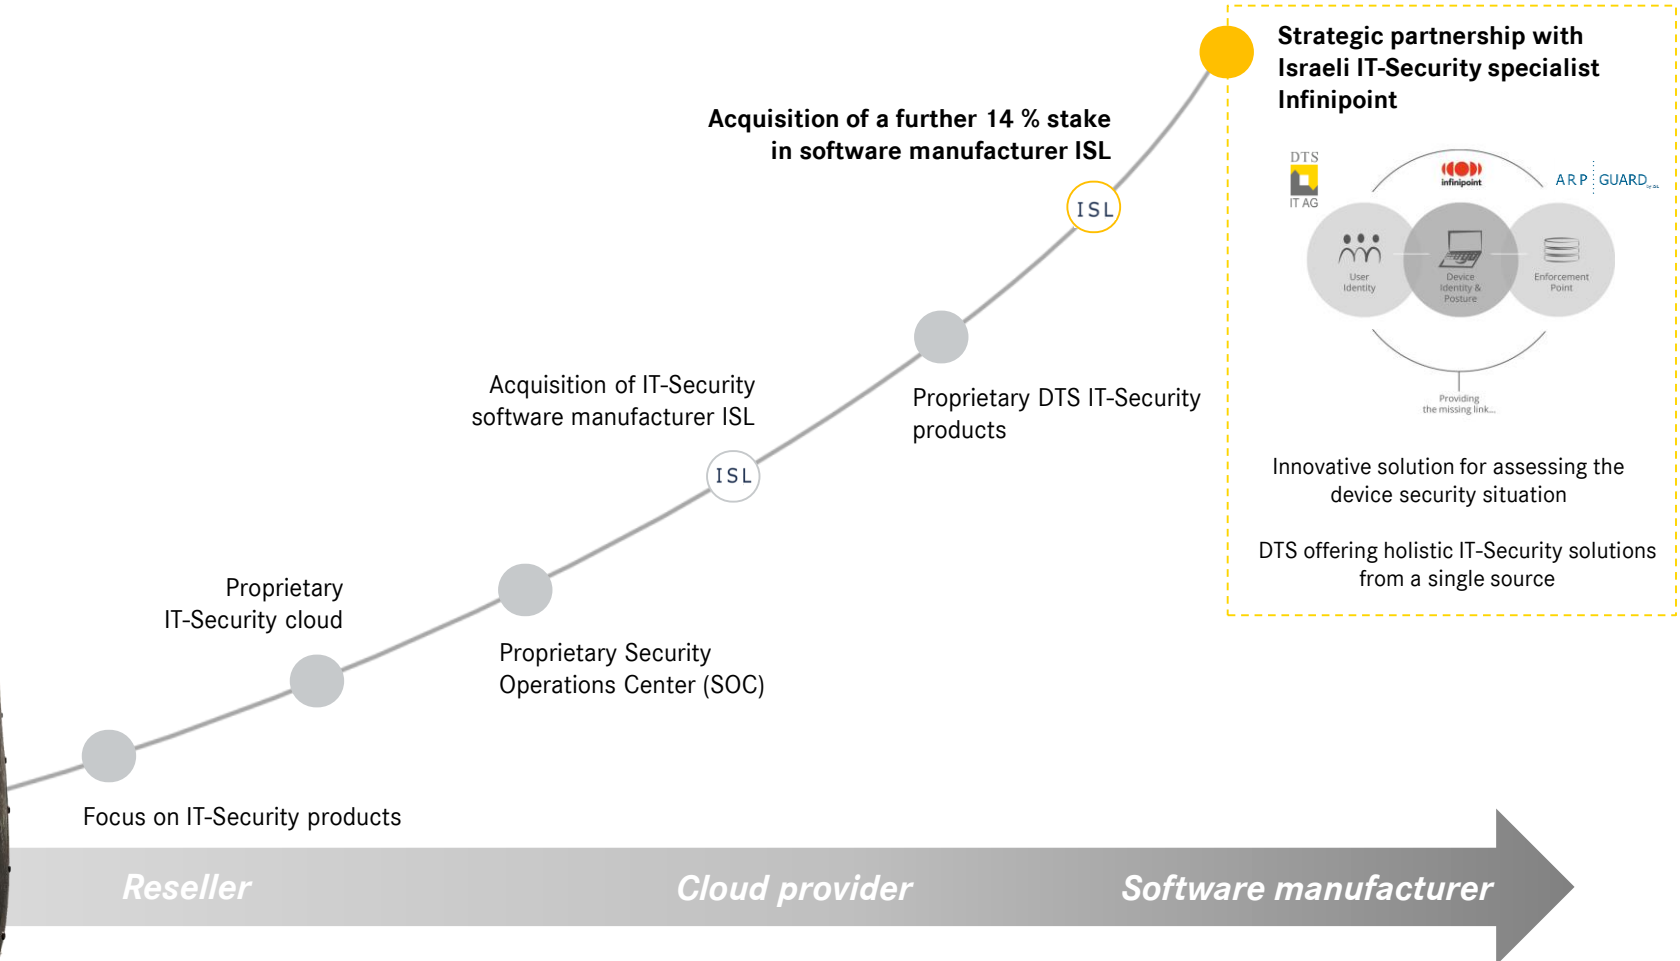 Strategic partnership with
Israeli IT-Security specialist
Infinipoint
Acquisition of a further 14 % stake
in software manufacturer ISL
DTS
IT AG
infinipoint
ARP GUARD
ISL
User
Identity
Device
Identity &
Posture
Enforcement
Point
Providing
the missing link...
Acquisition of IT-Security
software manufacturer ISL
Proprietary DTS IT-Security
products
ISL
Innovative solution for assessing the
device security situation
DTS offering holistic IT-Security solutions
from a single source
Proprietary
IT-Security cloud
Proprietary Security
Operations Center (SOC)
Focus on IT-Security products
Reseller
Cloud provider
Software manufacturer